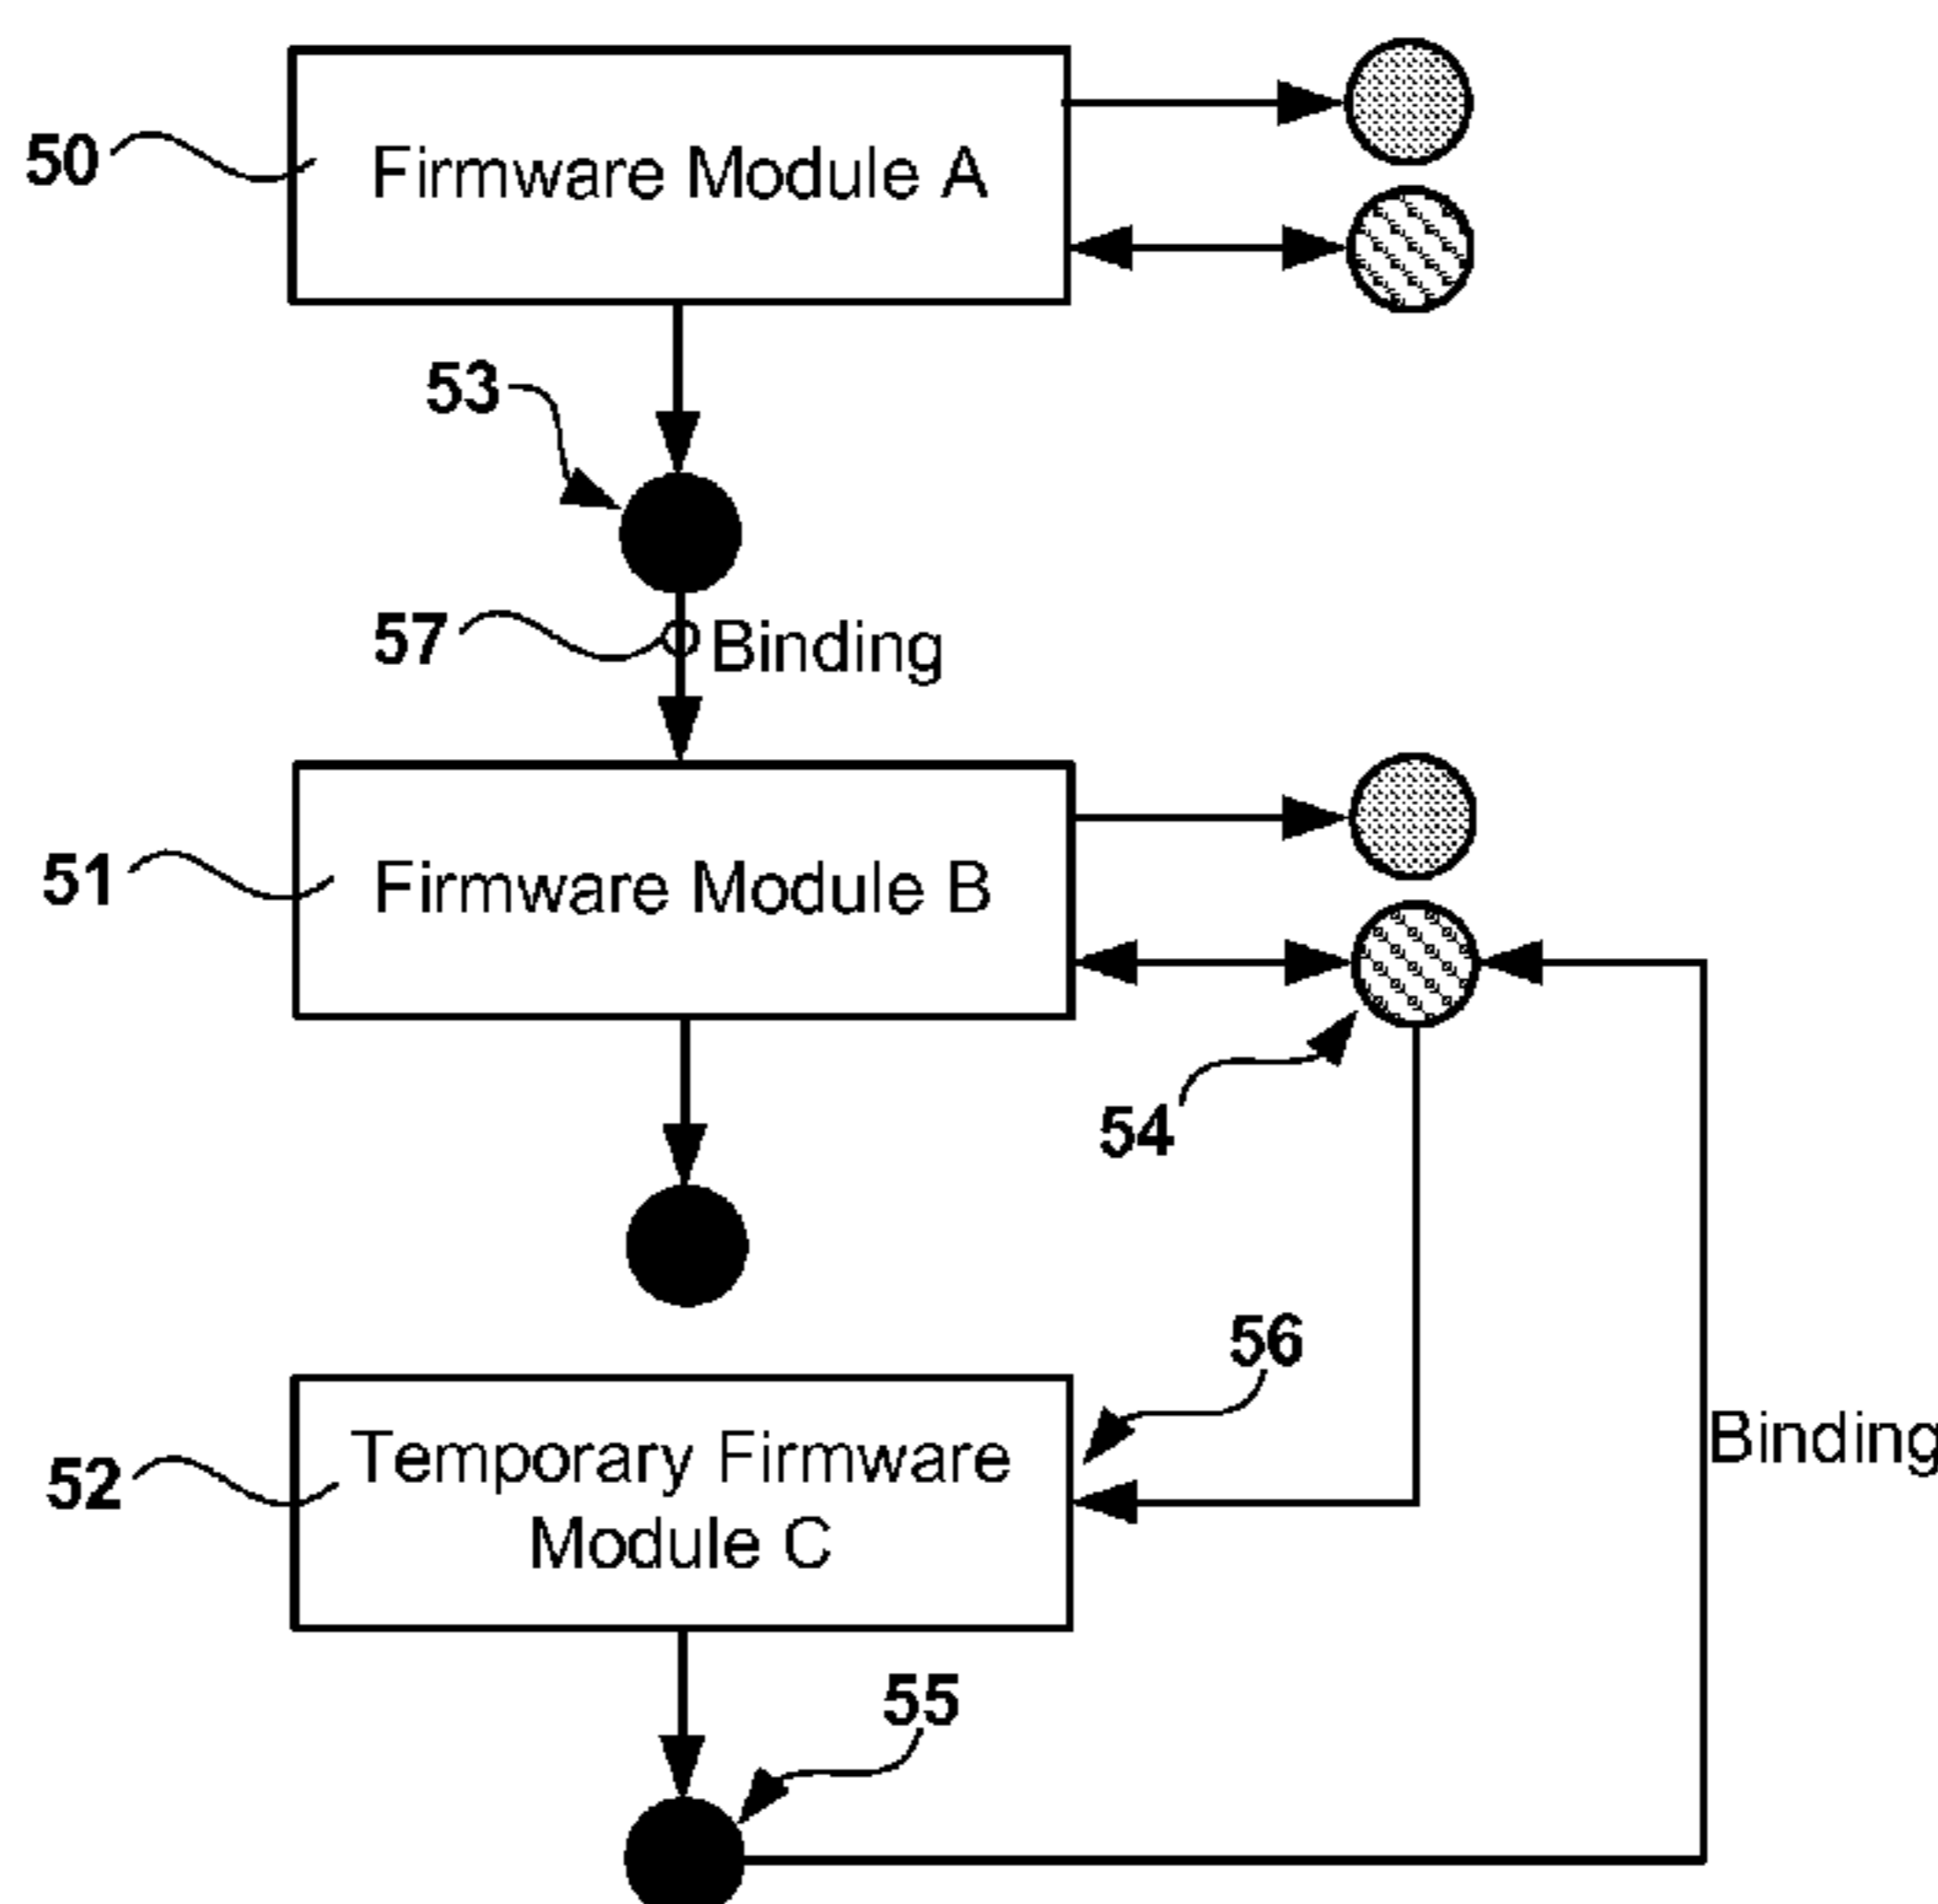 50
Firmware Module A
53
57
Binding
51
Firmware Module B
54
56
52
Temporary Firmware
Module C
Binding
55